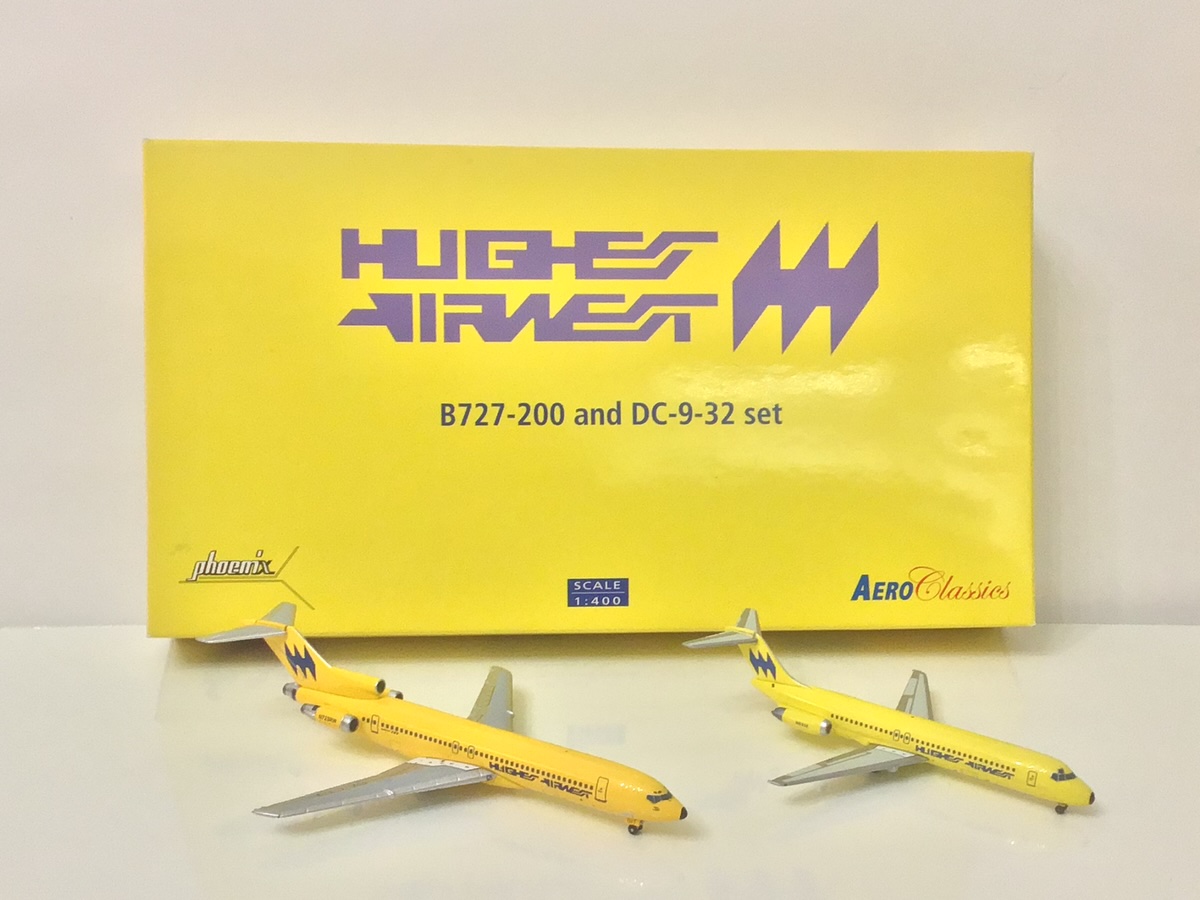 HUGHES
AIRWEST
B727-200 and DC-9-32 set
phoenix
SCALE
1:400
AEROClassics
HUGHES AIRWEST
HUGHES AIRWEST